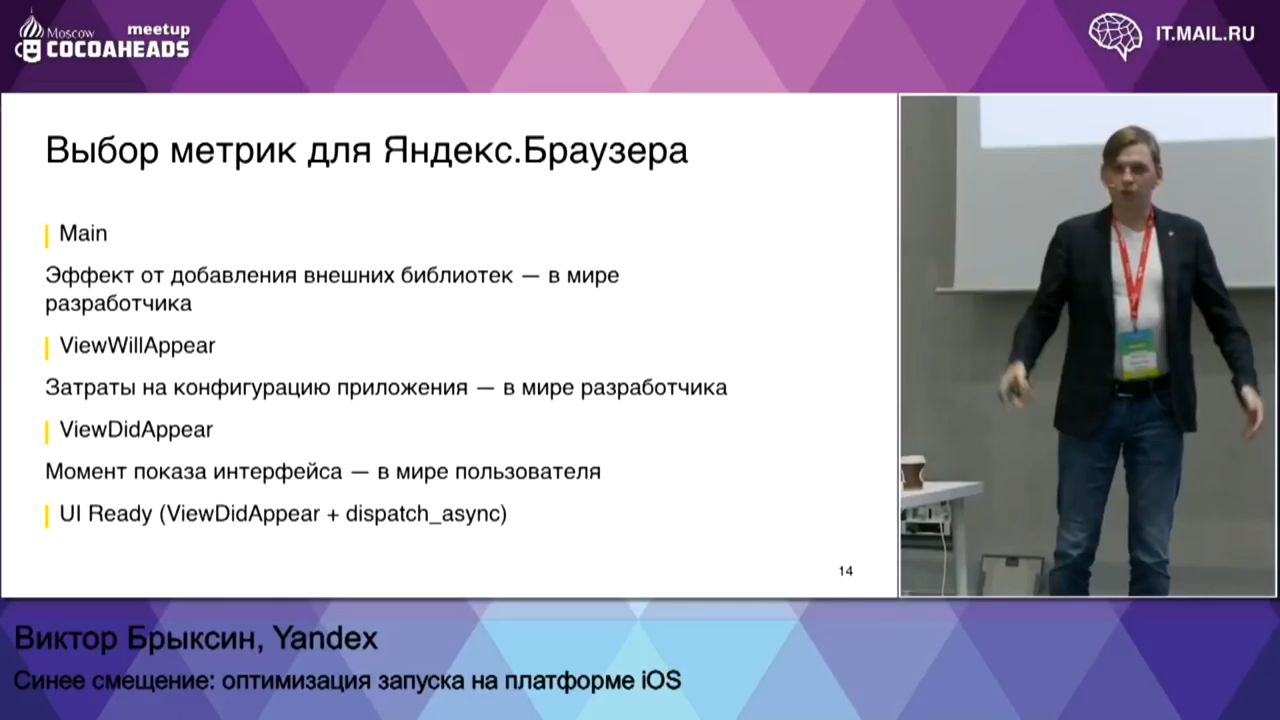 Moscow meetup
COCOAHEADS
IT.MAIL.RU
Выбор метрик для Яндекс.Браузера
Main
Эффект от добавления внешних библиотек — в мире
разработчика
ViewWillAppear
Затраты на конфигурацию приложения — в мире разработчика
ViewDidAppear
Момент показа интерфейса — в мире пользователя
UI Ready (ViewDidAppear + dispatch_async)
14
Виктор Брыксин, Yandex
Синее смещение: оптимизация запуска на платформе iOS